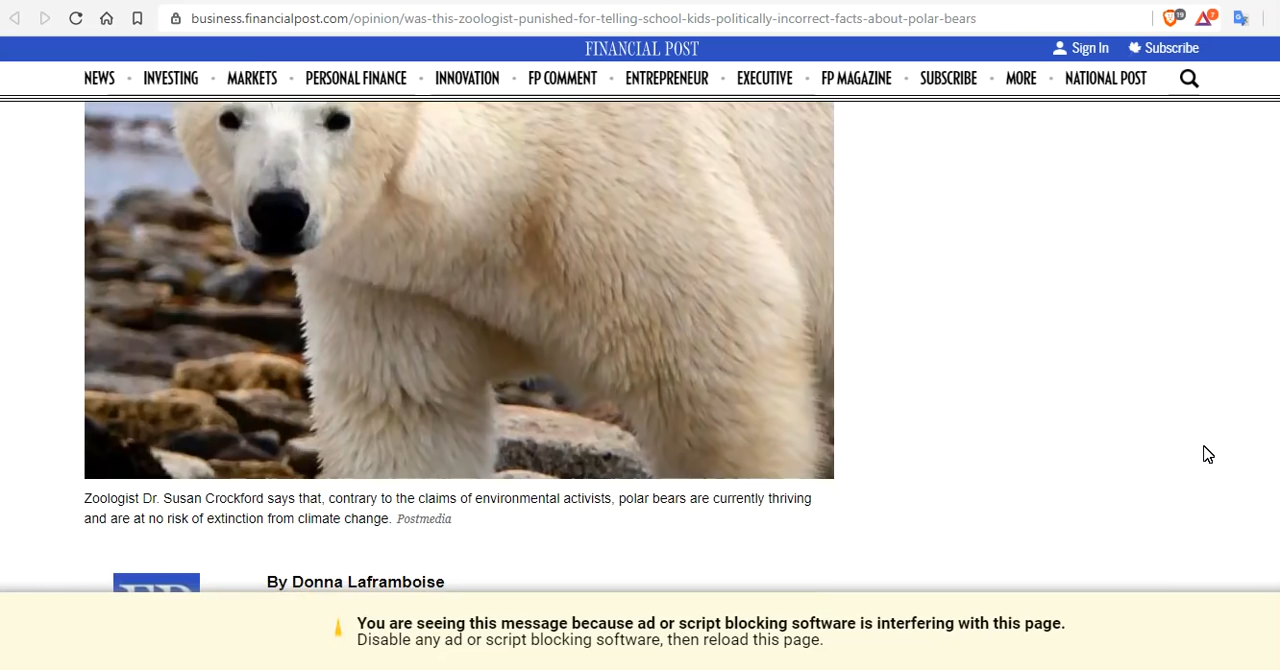 business.financialpost.com/opinion/was-this-zoologist-punished-for-telling-school-kids-politically-incorrect-facts-about-polar-bears
19
7
FINANCIAL POST
Sign In
Subscribe
NEWS • INVESTING • MARKETS • PERSONAL FINANCE • INNOVATION • FP COMMENT • ENTREPRENEUR • EXECUTIVE • FP MAGAZINE • SUBSCRIBE • MORE • NATIONAL POST
Zoologist Dr. Susan Crockford says that, contrary to the claims of environmental activists, polar bears are currently thriving
and are at no risk of extinction from climate change. Postmedia
FP
By Donna Laframboise
You are seeing this message because ad or script blocking software is interfering with this page.
Disable any ad or script blocking software, then reload this page.